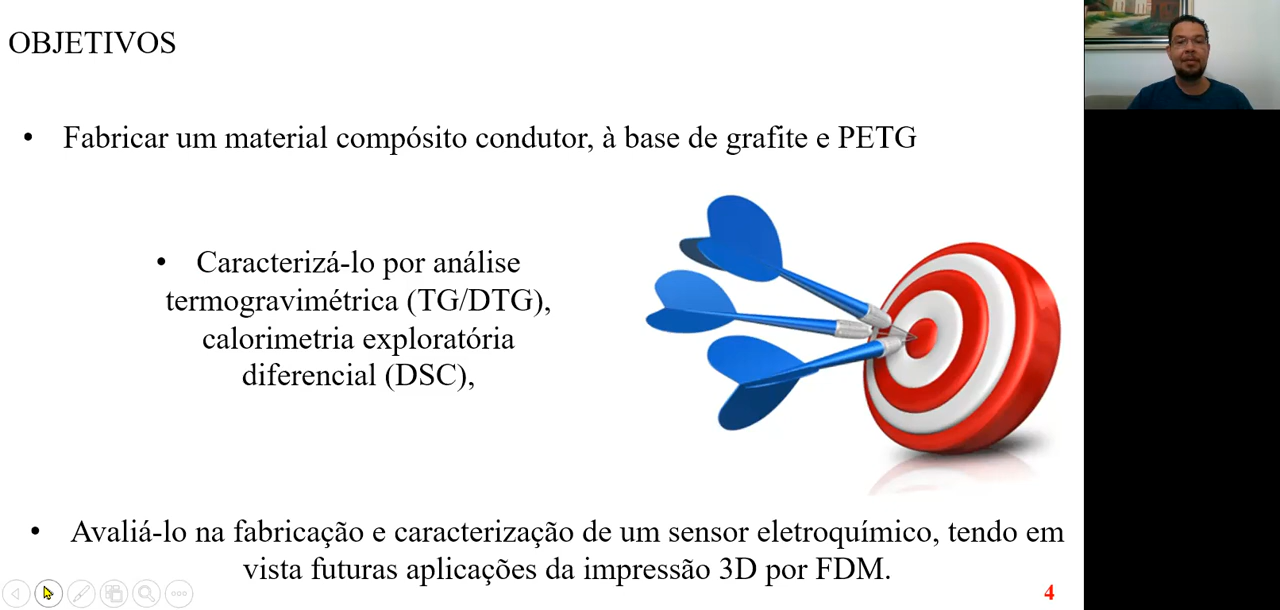 OBJETIVOS
• Fabricar um material compósito condutor, à base de grafite e PETG
• Caracterizá-lo por análise
termogravimétrica (TG/DTG),
calorimetria exploratória
diferencial (DSC),
• Avaliá-lo na fabricação e caracterização de um sensor eletroquímico, tendo em
vista futuras aplicações da impressão 3D por FDM.
4